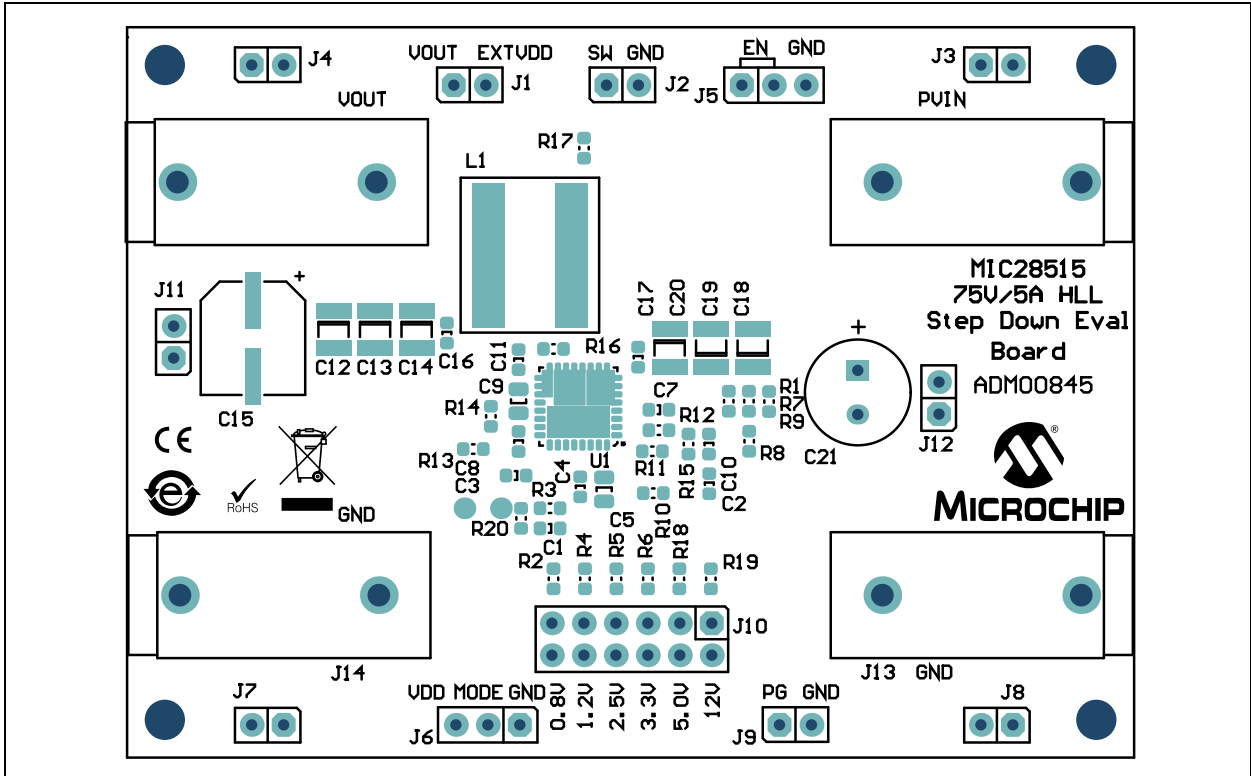 J4
VOUT EXTVDD
J1
SW GND
J2
EN GND
J5
J3
VOUT
PVIN
R17
L1
MIC28515
75V/5A HLL
Step Down Eval
Board
ADM00845
J11
+
C17
C20
C19
C18
+
C12
C13
C14
C16
C11
R16
C15
C9
C7
R1
R7
R9
R14
R12
J12
R13
C8
C3
C4
U1
R11
R15
C10
R8
C21
CE
e
RoHS
GND
R3
R20
C1
C5
R10
C2
®
MICROCHIP
R2
R4
R5
R6
R18
R19
J10
J14
J13 GND
J7
VDD MODE GND
J6
0.8V
1.2V
2.5V
3.3V
5.0V
12V
PG GND
J9
J8